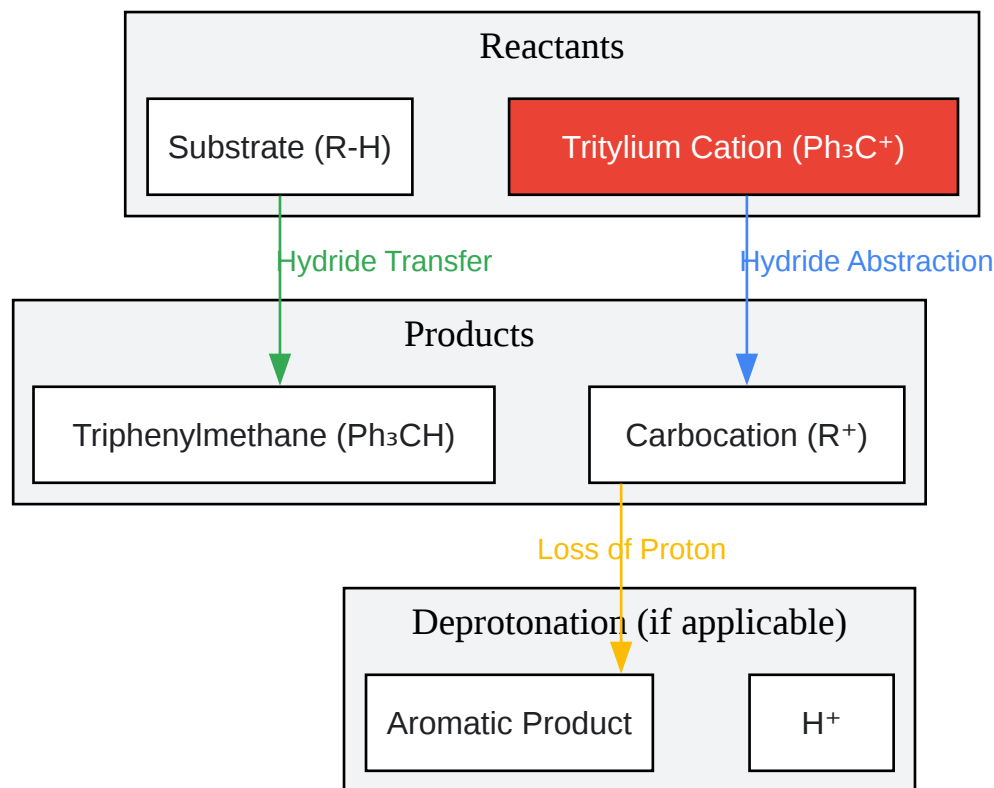 Reactants
Substrate (R-H)
Tritylium Cation (Ph₃C⁺)
Hydride Transfer
Hydride Abstraction
Products
Triphenylmethane (Ph₃CH)
Carbocation (R⁺)
Loss of Proton
Deprotonation (if applicable)
Aromatic Product
H⁺